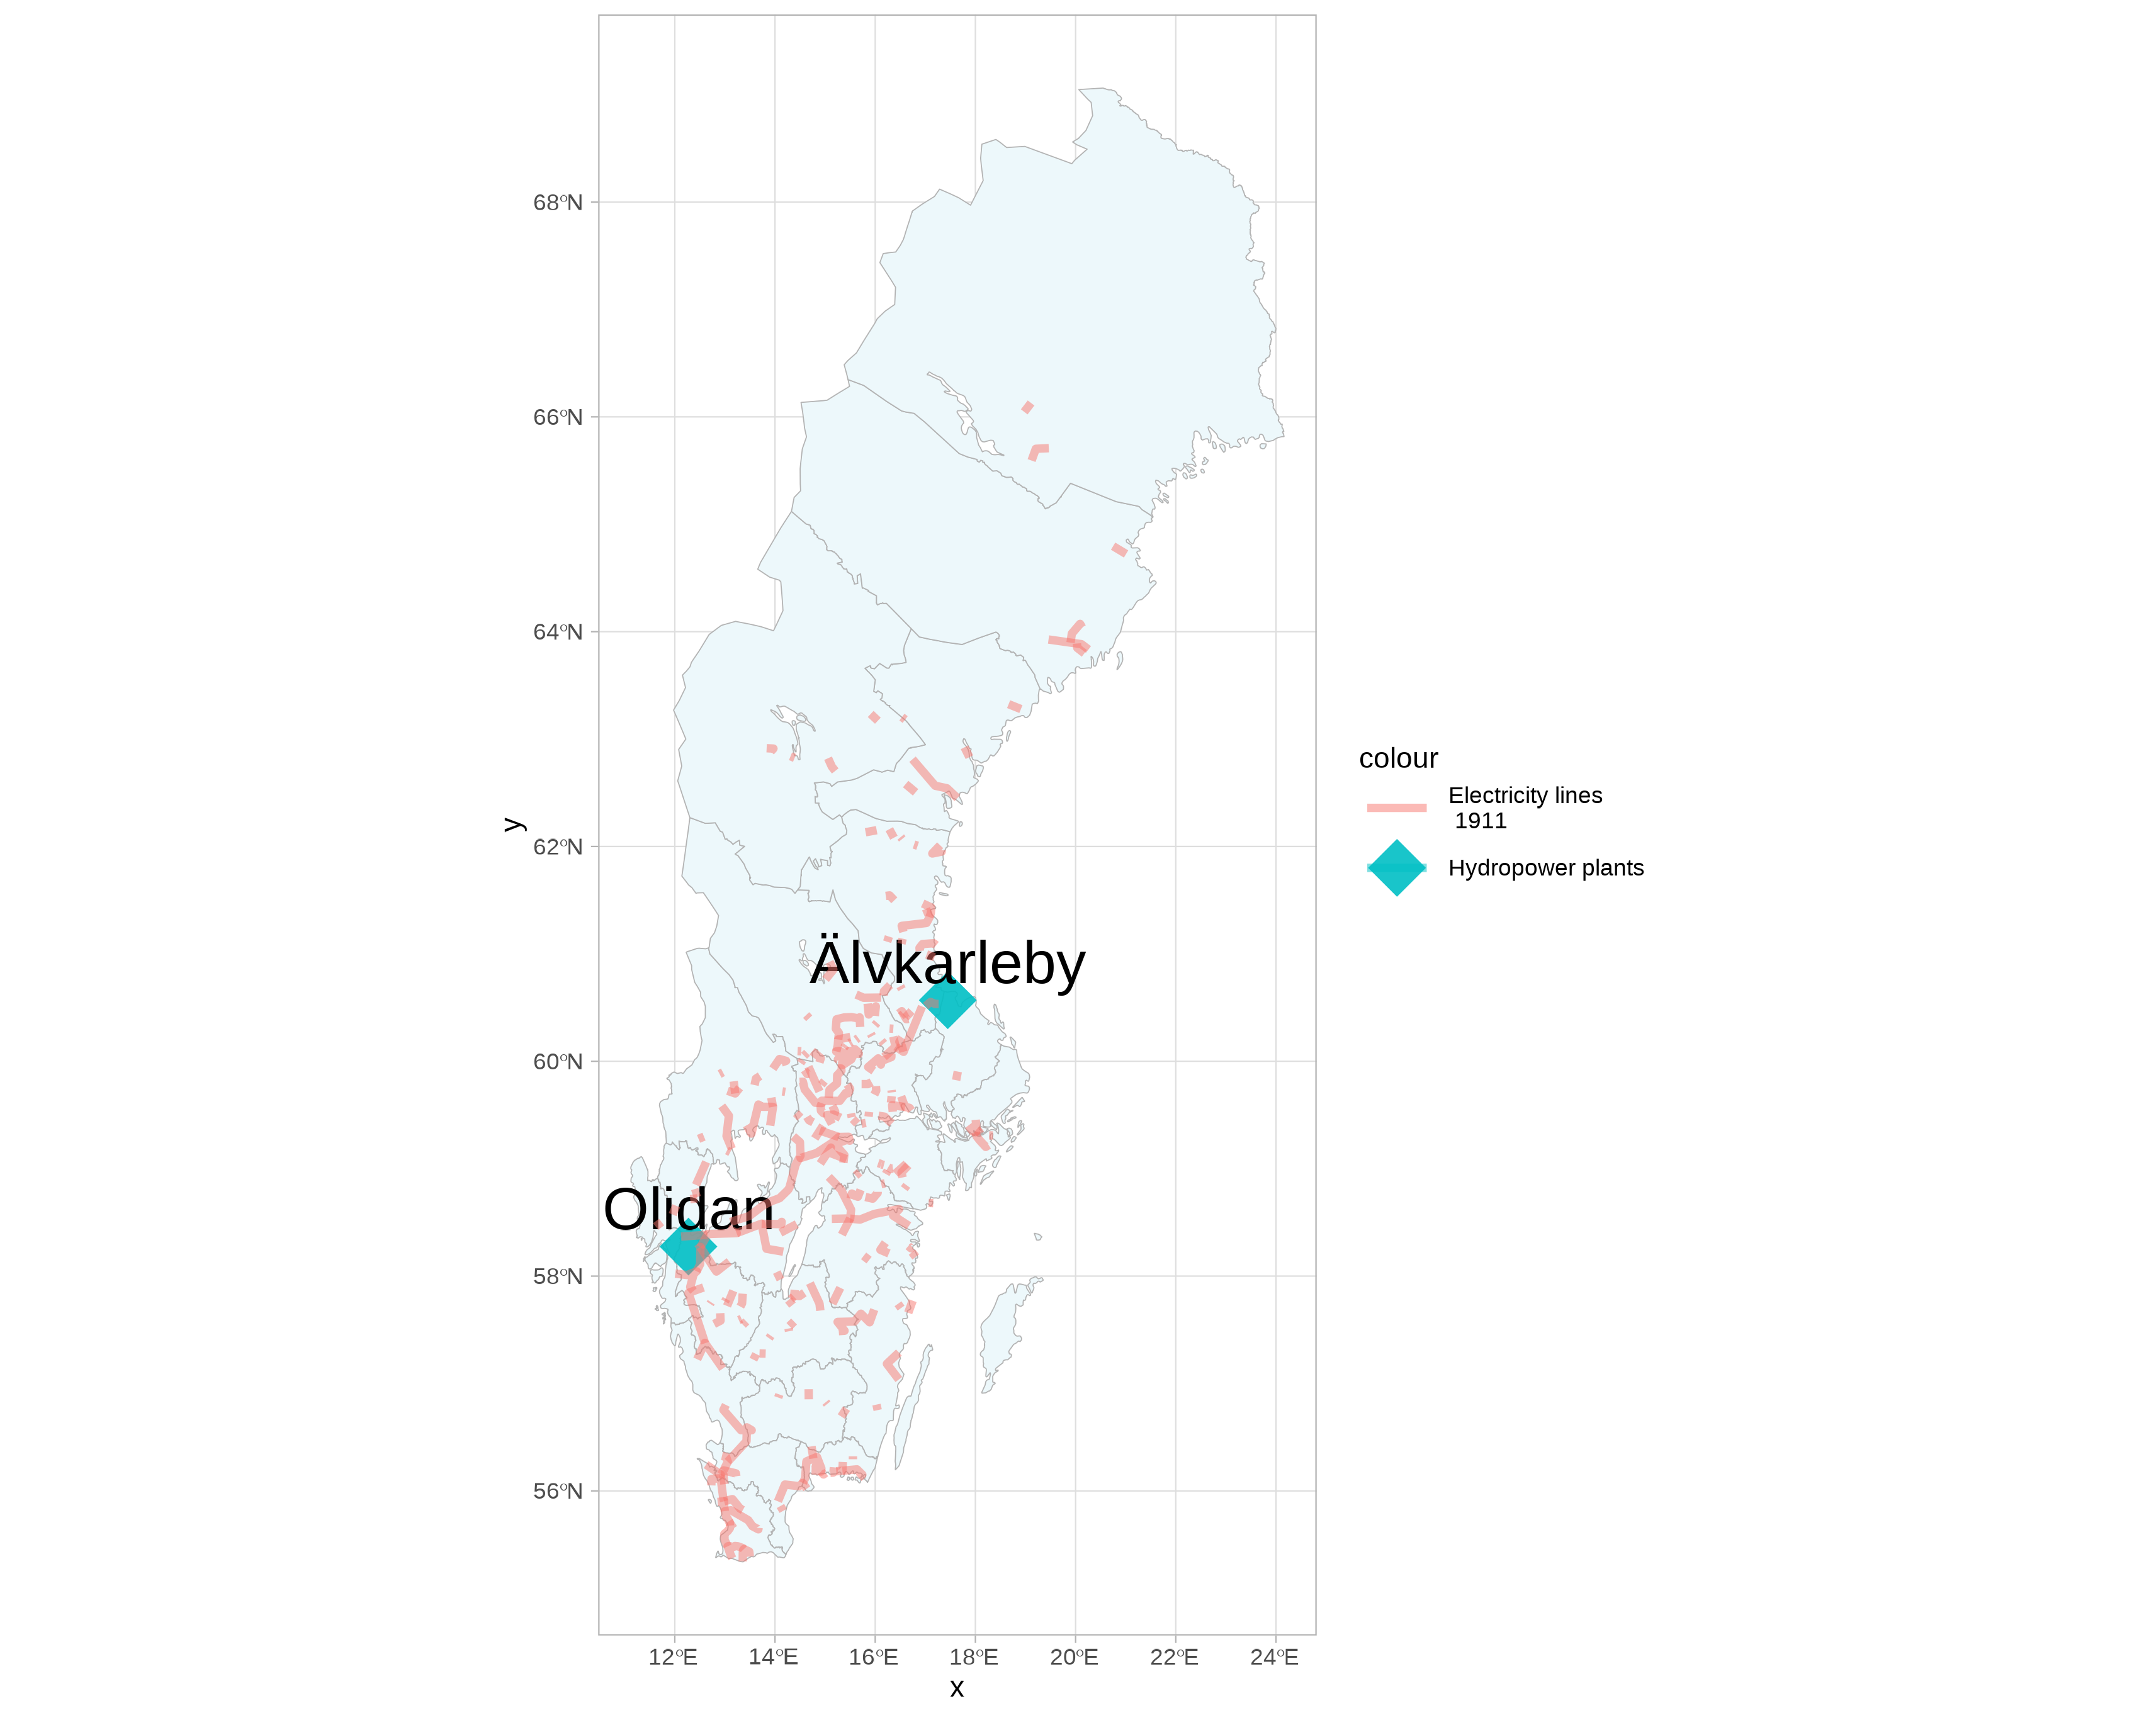 68°N
66°N
64°N
62°N
60°N
58°N
56°N
y
Älvkarleby
Olidan
12°E
14°E
16°E
18°E
20°E
22°E
24°E
x
colour
Electricity lines
1911
Hydropower plants